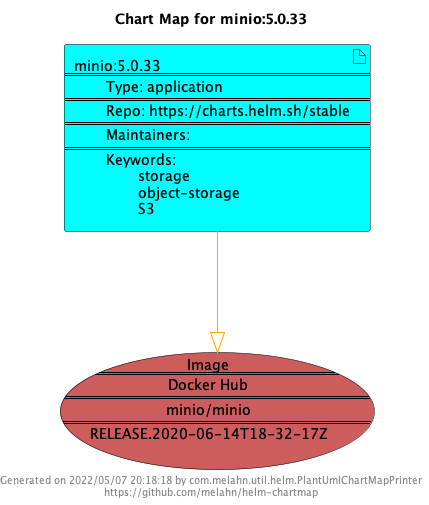 Chart Map for minio:5.0.33
minio:5.0.33
Type: application
Repo: https://charts.helm.sh/stable
Maintainers:
Keywords:
storage
object-storage
S3
Image
Docker Hub
minio/minio
RELEASE.2020-06-14T18-32-17Z
Generated on 2022/05/07 20:18:18 by com.melahn.util.helm.PlantUmlChartMapPrinter
https://github.com/melahn/helm-chartmap